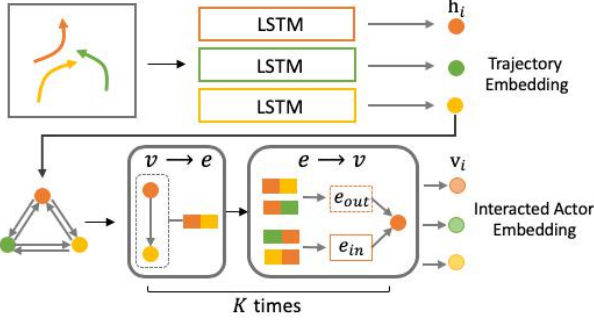 LSTM
LSTM
LSTM
h_i
Trajectory
Embedding
v → e
e → v
e_out
e_in
v_i
Interacted Actor
Embedding
K times